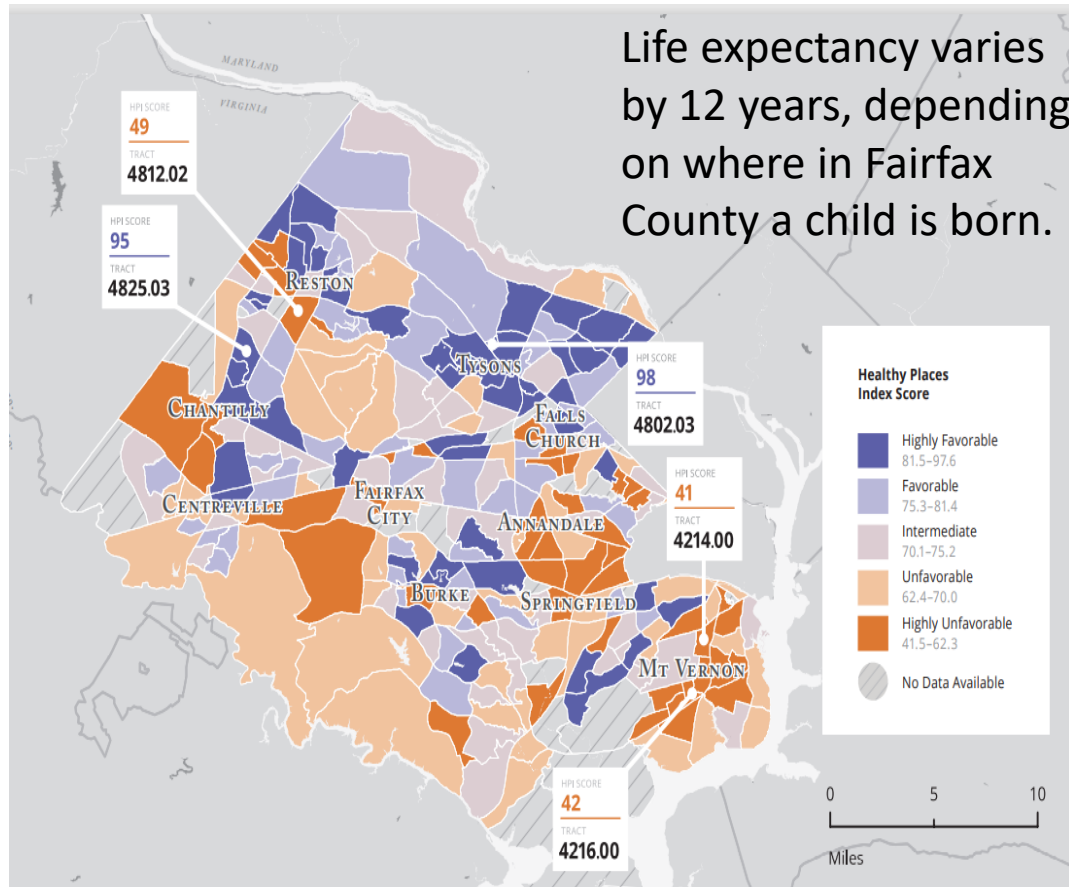 Life expectancy varies
by 12 years, depending
on where in Fairfax
County a child is born.
MARYLAND
VIRGINIA
HPI SCORE
49
TRACT
4812.02
HPI SCORE
95
TRACT
4825.03
RESTON
TYSONS
HPI SCORE
98
TRACT
4802.03
CHANTILLY
FALLS
CHURCH
CENTREVILLE
FAIRFAX
CITY
ANNANDALE
HPI SCORE
41
TRACT
4214.00
BURKE
SPRINGFIELD
MT VERNON
HPI SCORE
42
TRACT
4216.00
Healthy Places
Index Score
Highly Favorable
81.5–97.6
Favorable
75.3–81.4
Intermediate
70.1–75.2
Unfavorable
62.4–70.0
Highly Unfavorable
41.5–62.3
No Data Available
0 5 10
Miles